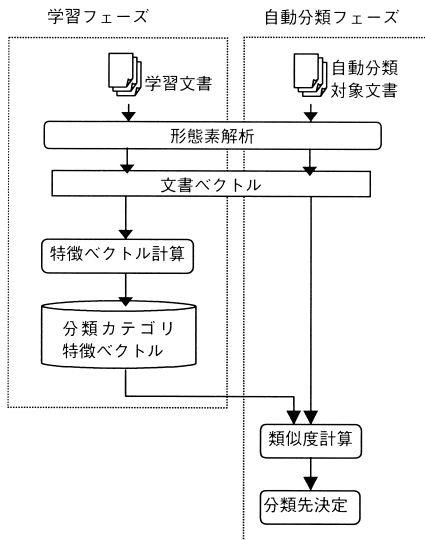 学習フェーズ
自動分類フェーズ
学習文書
自動分類
対象文書
形態素解析
文書ベクトル
特徴ベクトル計算
分類カテゴリ
特徴ベクトル
類似度計算
分類先決定